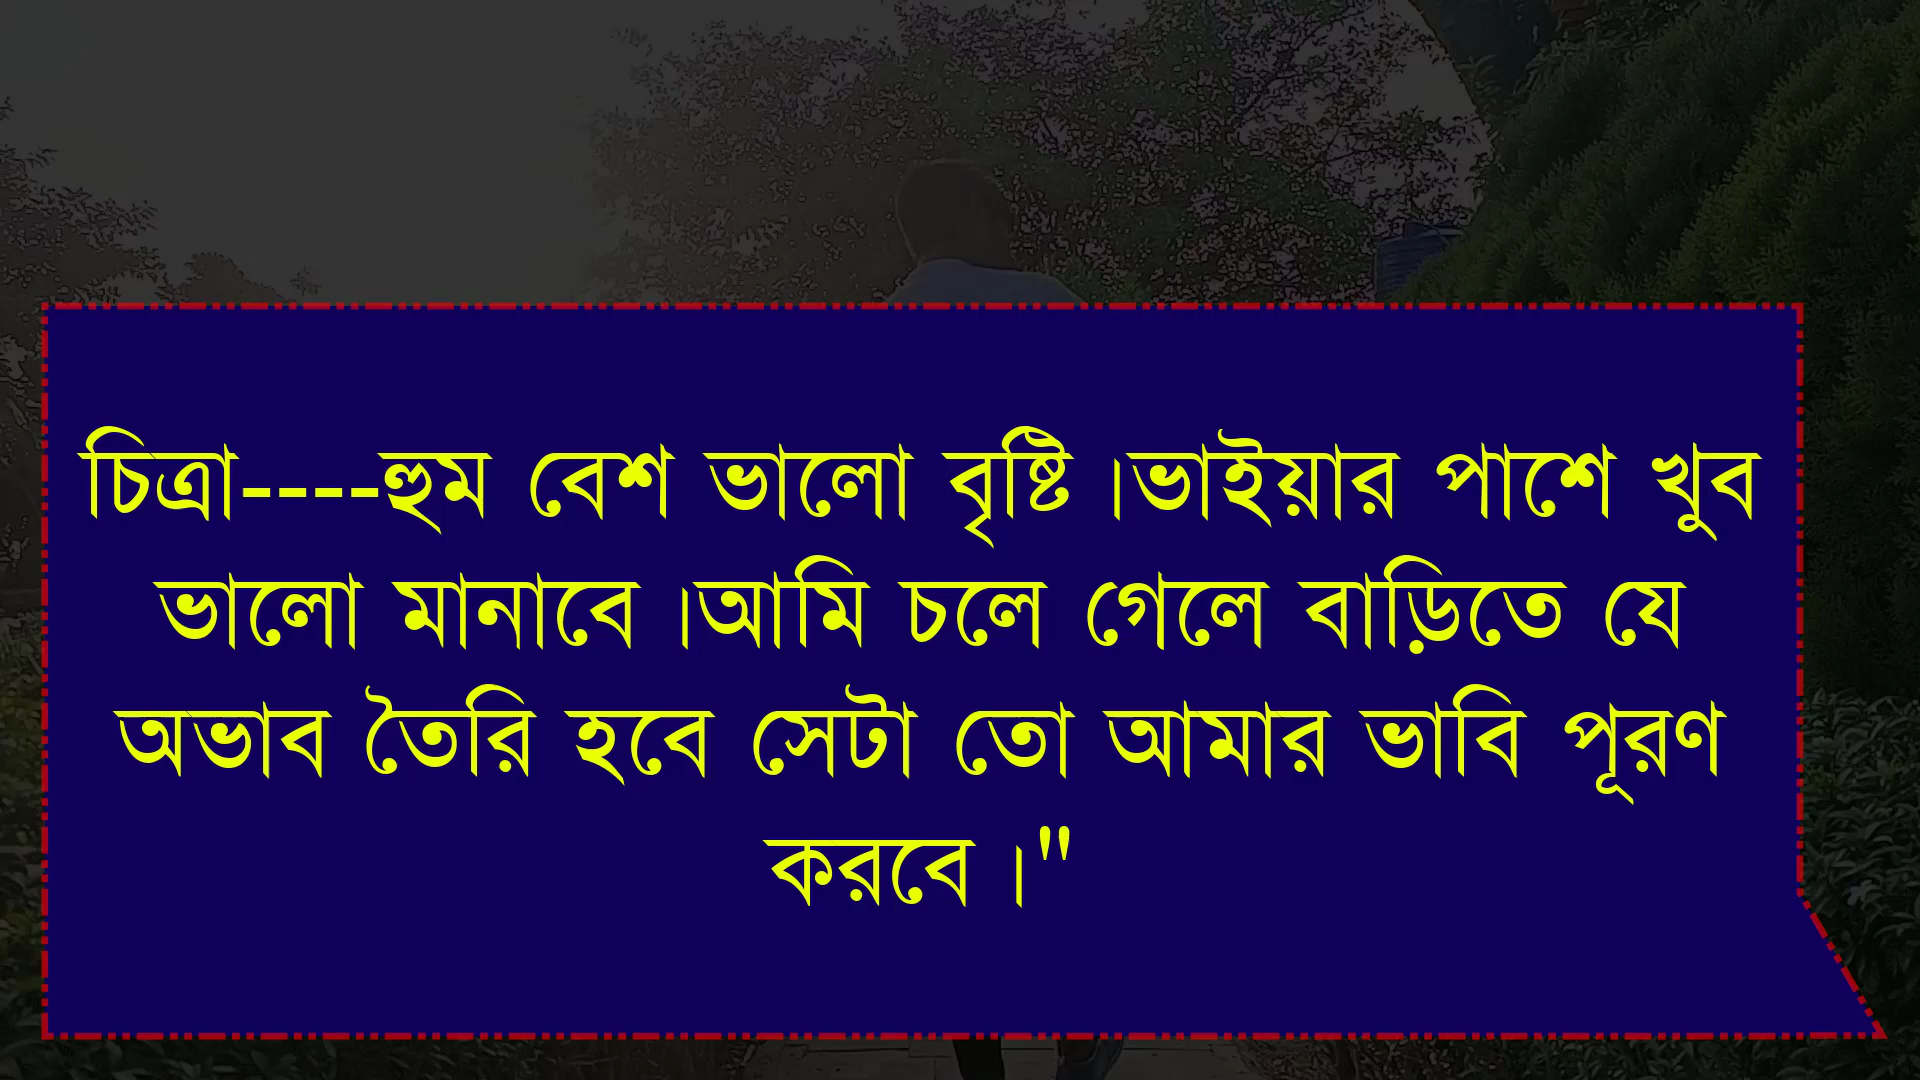 চিত্রা----হুম বেশ ভালো বৃষ্টি।ভাইয়ার পাশে খুব
ভালো মানাবে।আমি চলে গেলে বাড়িতে যে
অভাব তৈরি হবে সেটা তো আমার ভাবি পূরণ
করবে।"